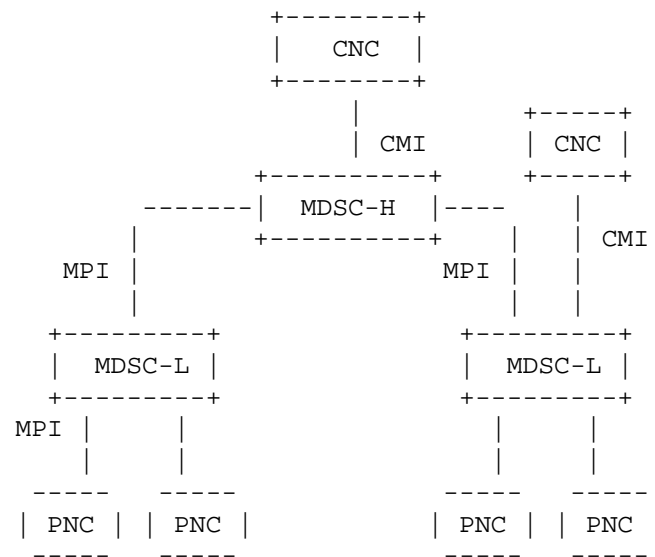 CNC
CMI CNC
MDSC-H
CMI
MPI MPI
MDSC-L MDSC-L
MPI
PNC PNC PNC PNC